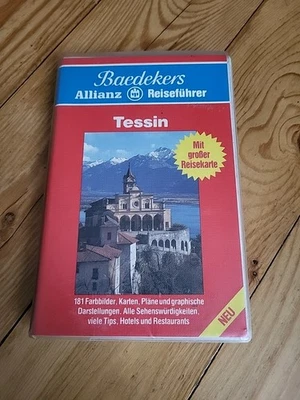 Baedekers
Allianz Reiseführer
Tessin
Mit
großer
Reisekarte
181 Farbbilder, Karten, Pläne und graphische
Darstellungen. Alle Sehenswürdigkeiten,
viele Tips, Hotels und Restaurants
NEU